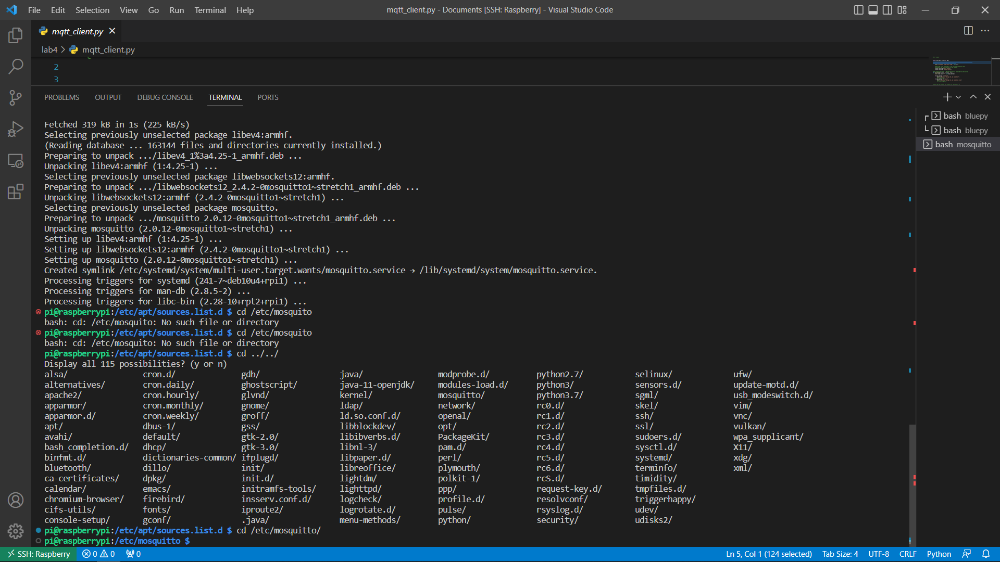 File Edit Selection View Go Run Terminal Help
mqtt_client.py - Documents [SSH: Raspberry] - Visual Studio Code
mqtt_client.py
lab4 > mqtt_client.py
2
3
PROBLEMS OUTPUT DEBUG CONSOLE TERMINAL PORTS
bash bluepy
bash bluepy
bash mosquitto
Fetched 319 kB in 1s (225 kB/s)
Selecting previously unselected package libev4:armhf.
(Reading database ... 163144 files and directories currently installed.)
Preparing to unpack .../libev4_1%3a4.25-1_armhf.deb ...
Unpacking libev4:armhf (1:4.25-1) ...
Selecting previously unselected package libwebsockets12:armhf.
Preparing to unpack .../libwebsockets12_2.4.2-0mosquitto1~stretch1_armhf.deb ...
Unpacking libwebsockets12:armhf (2.4.2-0mosquitto1~stretch1) ...
Selecting previously unselected package mosquitto.
Preparing to unpack .../mosquitto_2.0.12-0mosquitto1~stretch1_armhf.deb ...
Unpacking mosquitto (2.0.12-0mosquitto1~stretch1) ...
Setting up libev4:armhf (1:4.25-1) ...
Setting up libwebsockets12:armhf (2.4.2-0mosquitto1~stretch1) ...
Setting up mosquitto (2.0.12-0mosquitto1~stretch1) ...
Created symlink /etc/systemd/system/multi-user.target.wants/mosquitto.service → /lib/systemd/system/mosquitto.service.
Processing triggers for systemd (241-7~deb10u4+rpi1) ...
Processing triggers for man-db (2.8.5-2) ...
Processing triggers for libc-bin (2.28-10+rpt2+rpi1) ...
pi@raspberrypi:/etc/apt/sources.list.d $ cd /etc/mosquito
bash: cd: /etc/mosquito: No such file or directory
pi@raspberrypi:/etc/apt/sources.list.d $ cd /etc/mosquito
bash: cd: /etc/mosquito: No such file or directory
pi@raspberrypi:/etc/apt/sources.list.d $ cd ../../
Display all 115 possibilities? (y or n)
alsa/ cron.d/ gdb/ java/ modprobe.d/ python2.7/ selinux/ ufw/
alternatives/ cron.daily/ ghostscript/ java-11-openjdk/ modules-load.d/ python3/ sensors.d/ update-motd.d/
apache2/ cron.hourly/ glvnd/ kernel/ mosquitto/ python3.7/ sgml/ usb_modeswitch.d/
apparmor/ cron.monthly/ gnome/ ldap/ network/ rc0.d/ skel/ vim/
apparmor.d/ cron.weekly/ groff/ ld.so.conf.d/ openal/ rc1.d/ ssh/ vnc/
apt/ dbus-1/ gss/ libblockdev/ opt/ rc2.d/ ssl/ vulkan/
avahi/ default/ gtk-2.0/ libibverbs.d/ PackageKit/ rc3.d/ sudoers.d/ wpa_supplicant/
bash_completion.d/ dhcp/ gtk-3.0/ libnl-3/ pam.d/ rc4.d/ sysctl.d/ X11/
binfmt.d/ dictionaries-common/ ifplugd/ libpaper.d/ perl/ rc5.d/ systemd/ xdg/
bluetooth/ dillo/ init/ libreoffice/ plymouth/ rc6.d/ terminfo/ xml/
ca-certificates/ dpkg/ init.d/ lightdm/ polkit-1/ rcS.d/ timidity/
calendar/ emacs/ initramfs-tools/ lighttpd/ ppp/ request-key.d/ tmpfiles.d/
chromium-browser/ firebird/ insserv.conf.d/ logcheck/ profile.d/ resolvconf/ triggerhappy/
cifs-utils/ fonts/ iproute2/ logrotate.d/ pulse/ rsyslog.d/ udev/
console-setup/ gconf/ .java/ menu-methods/ python/ security/ udisks2/
pi@raspberrypi:/etc/apt/sources.list.d $ cd /etc/mosquitto/
pi@raspberrypi:/etc/mosquitto $
SSH: Raspberry 0 0 0 Ln 5, Col 1 (124 selected) Tab Size: 4 UTF-8 CRLF Python